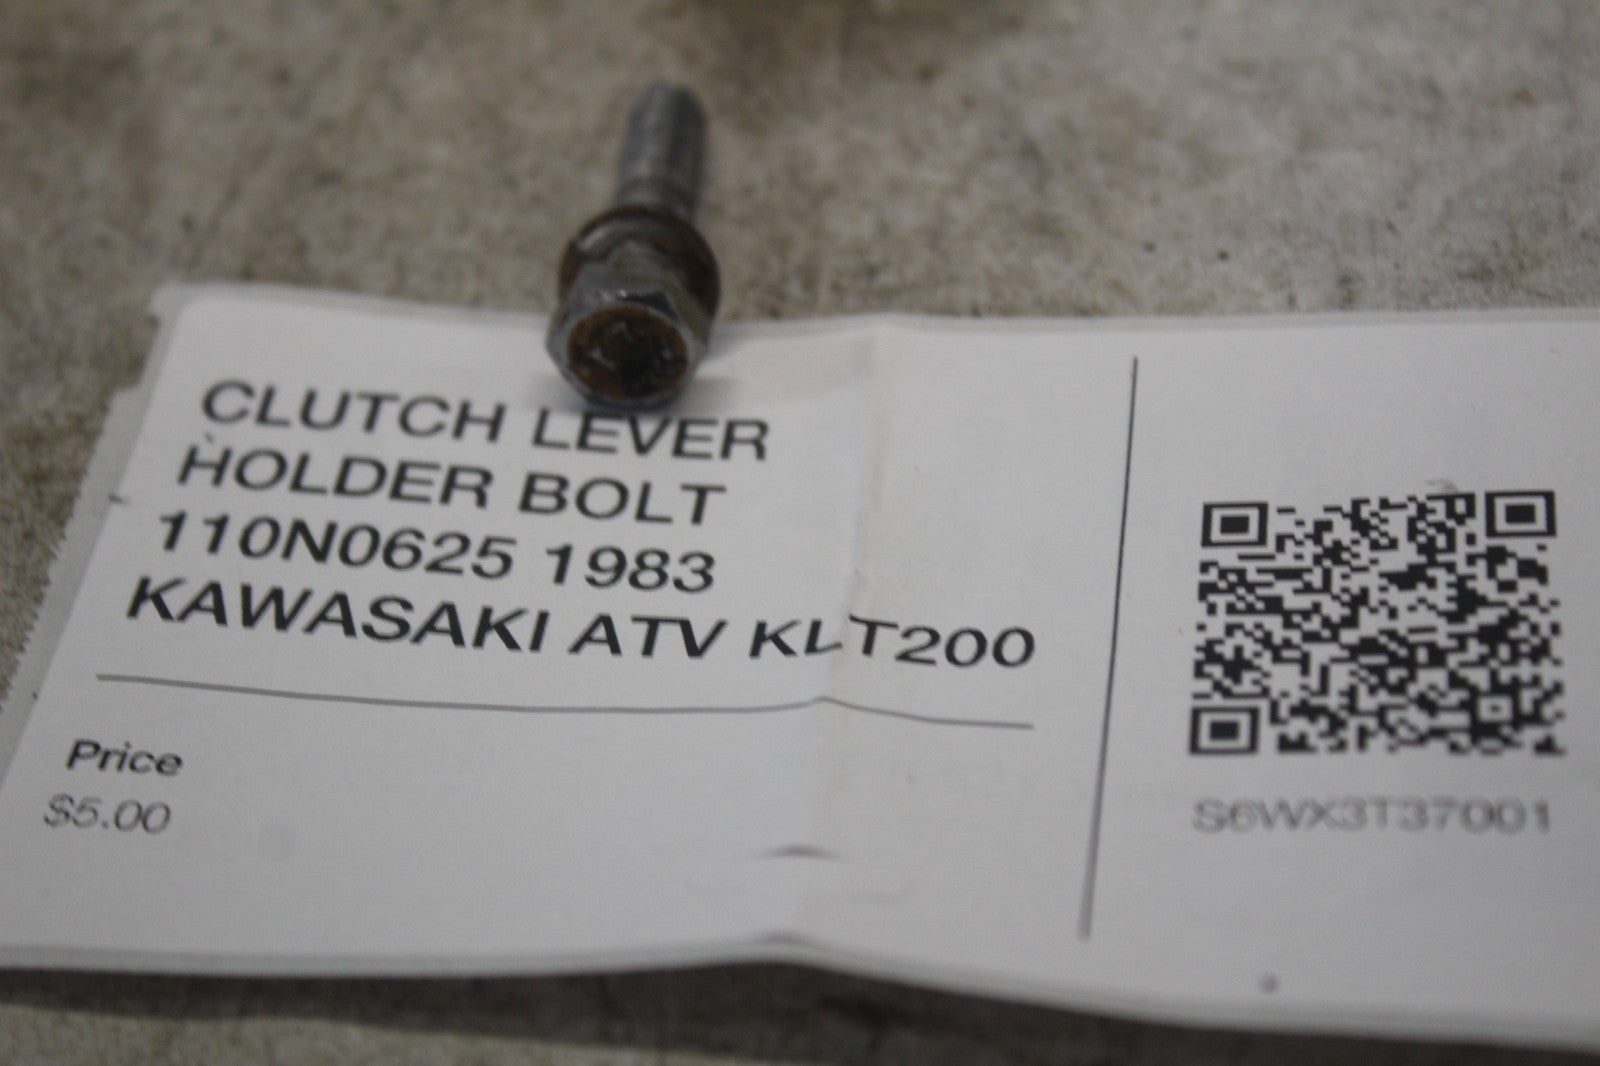 CLUTCH LEVER
HOLDER BOLT
110N0625 1983
KAWASAKI ATV KLT200
Price
$5.00
S6WX3T37001